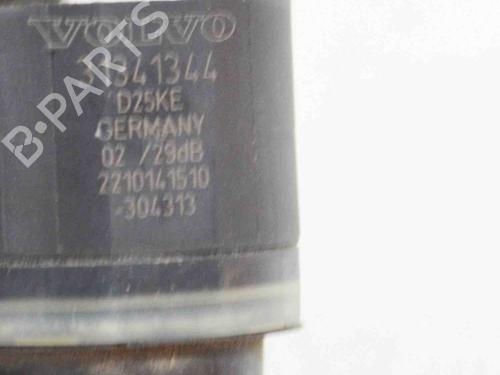 VOLVO
31341344
D25KE
GERMANY
02 /29dB
2210141510
-304313
B-PARTS